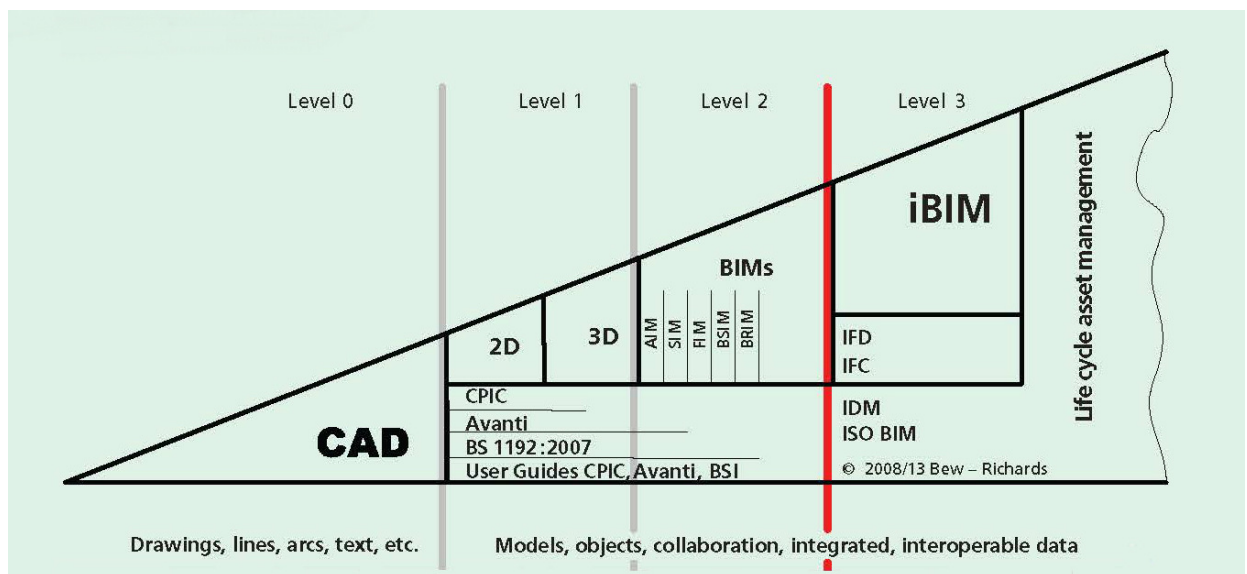 Level 0
Level 1
Level 2
Level 3
iBIM
BIMs
2D
3D
AIM
SIM
FIM
BSIM
BRIM
IFD
IFC
Life cycle asset management
CAD
CPIC
Avanti
BS 1192:2007
User Guides CPIC, Avanti, BSI
IDM
ISO BIM
© 2008/13 Bew – Richards
Drawings, lines, arcs, text, etc.
Models, objects, collaboration, integrated, interoperable data